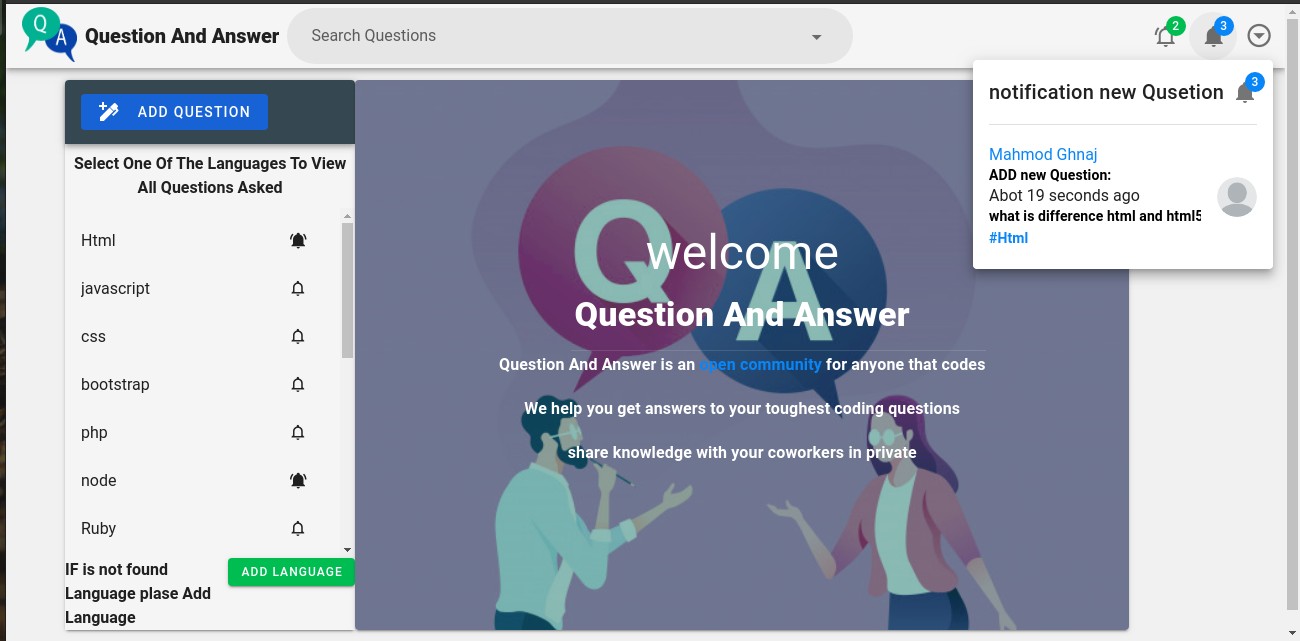 Q
A
Question And Answer
Search Questions
2
3
notification new Qusetion
3
Mahmod Ghnaj
ADD new Question:
Abot 19 seconds ago
what is difference html and html5
#Html
ADD QUESTION
Select One Of The Languages To View
All Questions Asked
Html
javascript
css
bootstrap
php
node
Ruby
IF is not found
Language plase Add
Language
ADD LANGUAGE
Q
A
welcome
Question And Answer
Question And Answer is an open community for anyone that codes
We help you get answers to your toughest coding questions
share knowledge with your coworkers in private